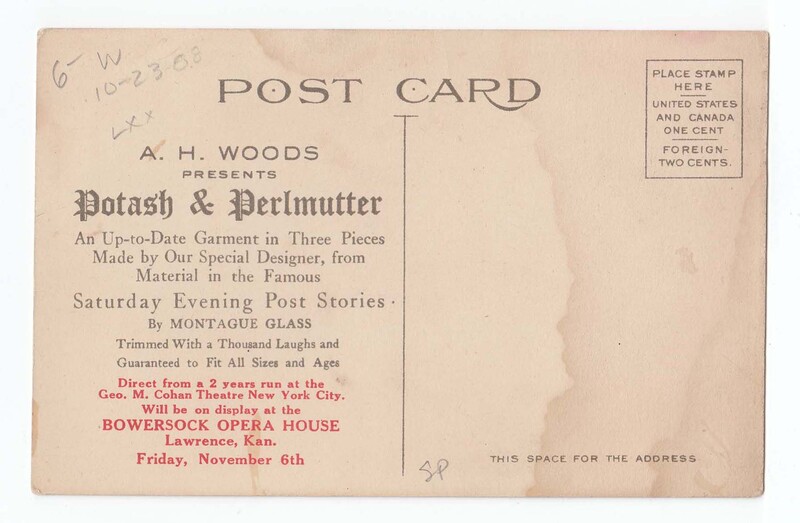 6- W
10-23-08
LXX
POST CARD
A. H. WOODS
PRESENTS
Potash & Perlmutter
An Up-to-Date Garment in Three Pieces
Made by Our Special Designer, from
Material in the Famous
Saturday Evening Post Stories
By MONTAGUE GLASS
Trimmed With a Thousand Laughs and
Guaranteed to Fit All Sizes and Ages
Direct from a 2 years run at the
Geo. M. Cohan Theatre New York City.
Will be on display at the
BOWERSOCK OPERA HOUSE
Lawrence, Kan.
Friday, November 6th
PLACE STAMP
HERE
UNITED STATES
AND CANADA
ONE CENT
FOREIGN-
TWO CENTS.
SP
THIS SPACE FOR THE ADDRESS